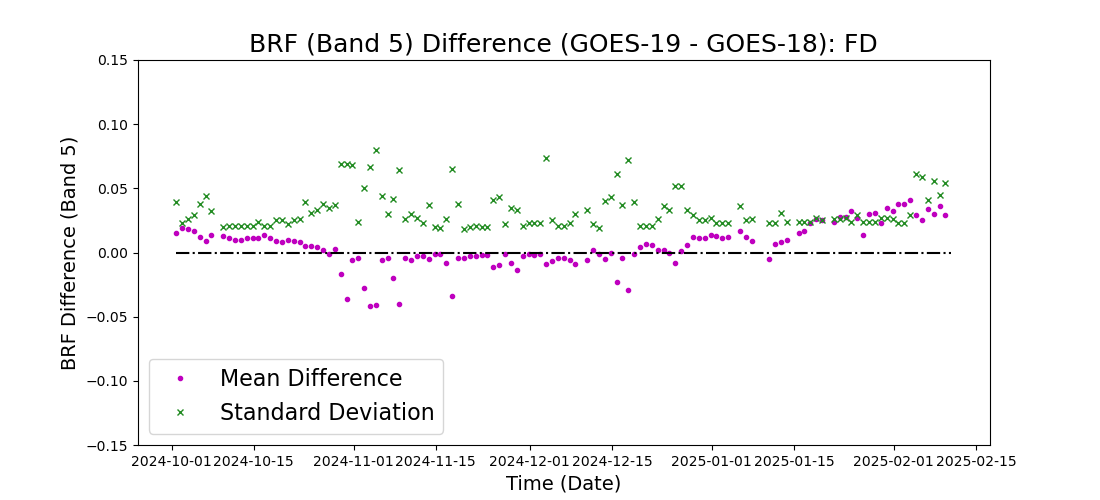 BRF (Band 5) Difference (GOES-19 - GOES-18): FD
BRF Difference (Band 5)
0.15
0.10
0.05
0.00
−0.05
−0.10
−0.15
Mean Difference
Standard Deviation
2024-10-01 2024-10-15 2024-11-01 2024-11-15 2024-12-01 2024-12-15 2025-01-01 2025-01-15 2025-02-01 2025-02-15
Time (Date)